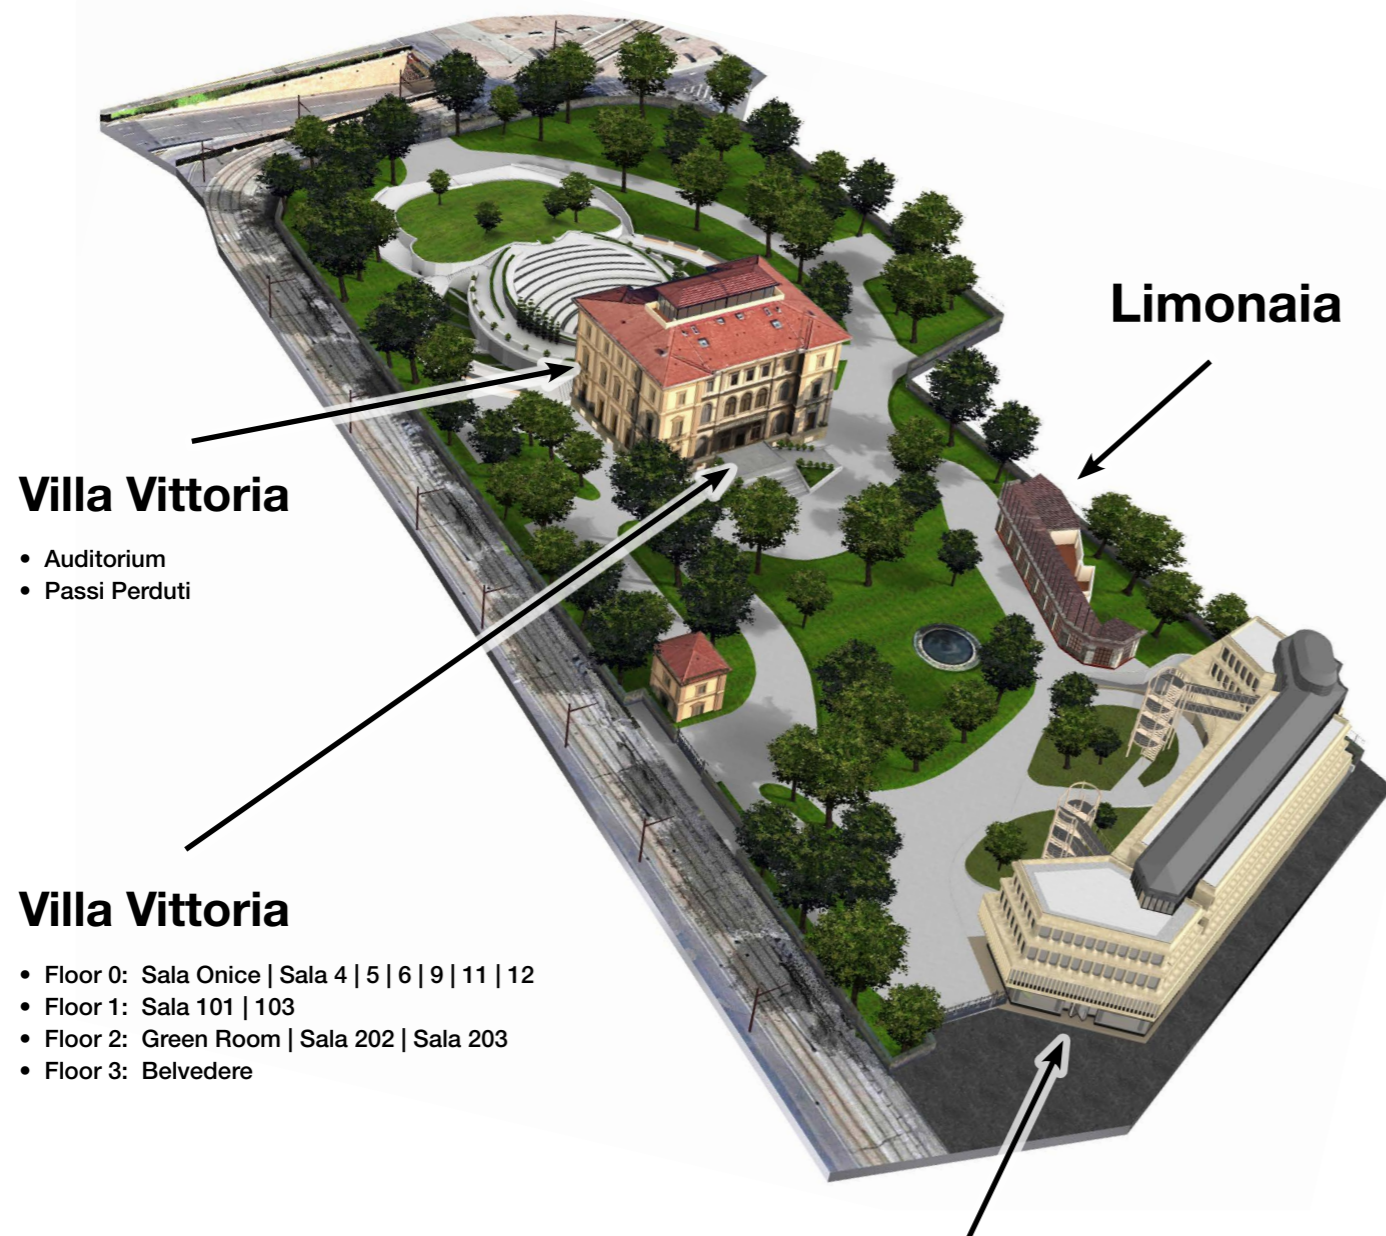 Limonaia
Villa Vittoria
• Auditorium
• Passi Perduti
Villa Vittoria
• Floor 0: Sala Onice | Sala 4 | 5 | 6 | 9 | 11 | 12
• Floor 1: Sala 101 | 103
• Floor 2: Green Room | Sala 202 | Sala 203
• Floor 3: Belvedere